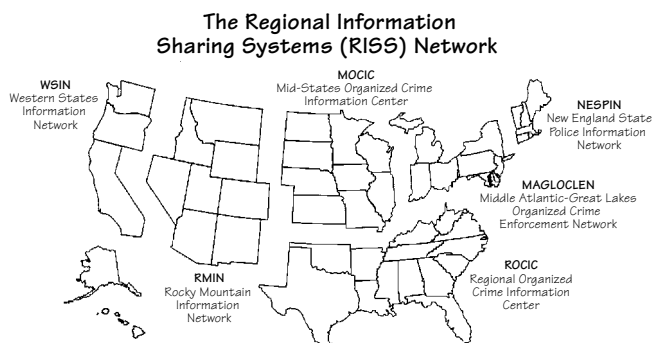 The Regional Information
Sharing Systems (RISS) Network
WSIN
Western States
Information
Network
MOCIC
Mid-States Organized Crime
Information Center
NESPIN
New England State
Police Information
Network
MAGLOCLEN
Middle Atlantic-Great Lakes
Organized Crime
Enforcement Network
RMIN
Rocky Mountain
Information
Network
ROCIC
Regional Organized
Crime Information
Center